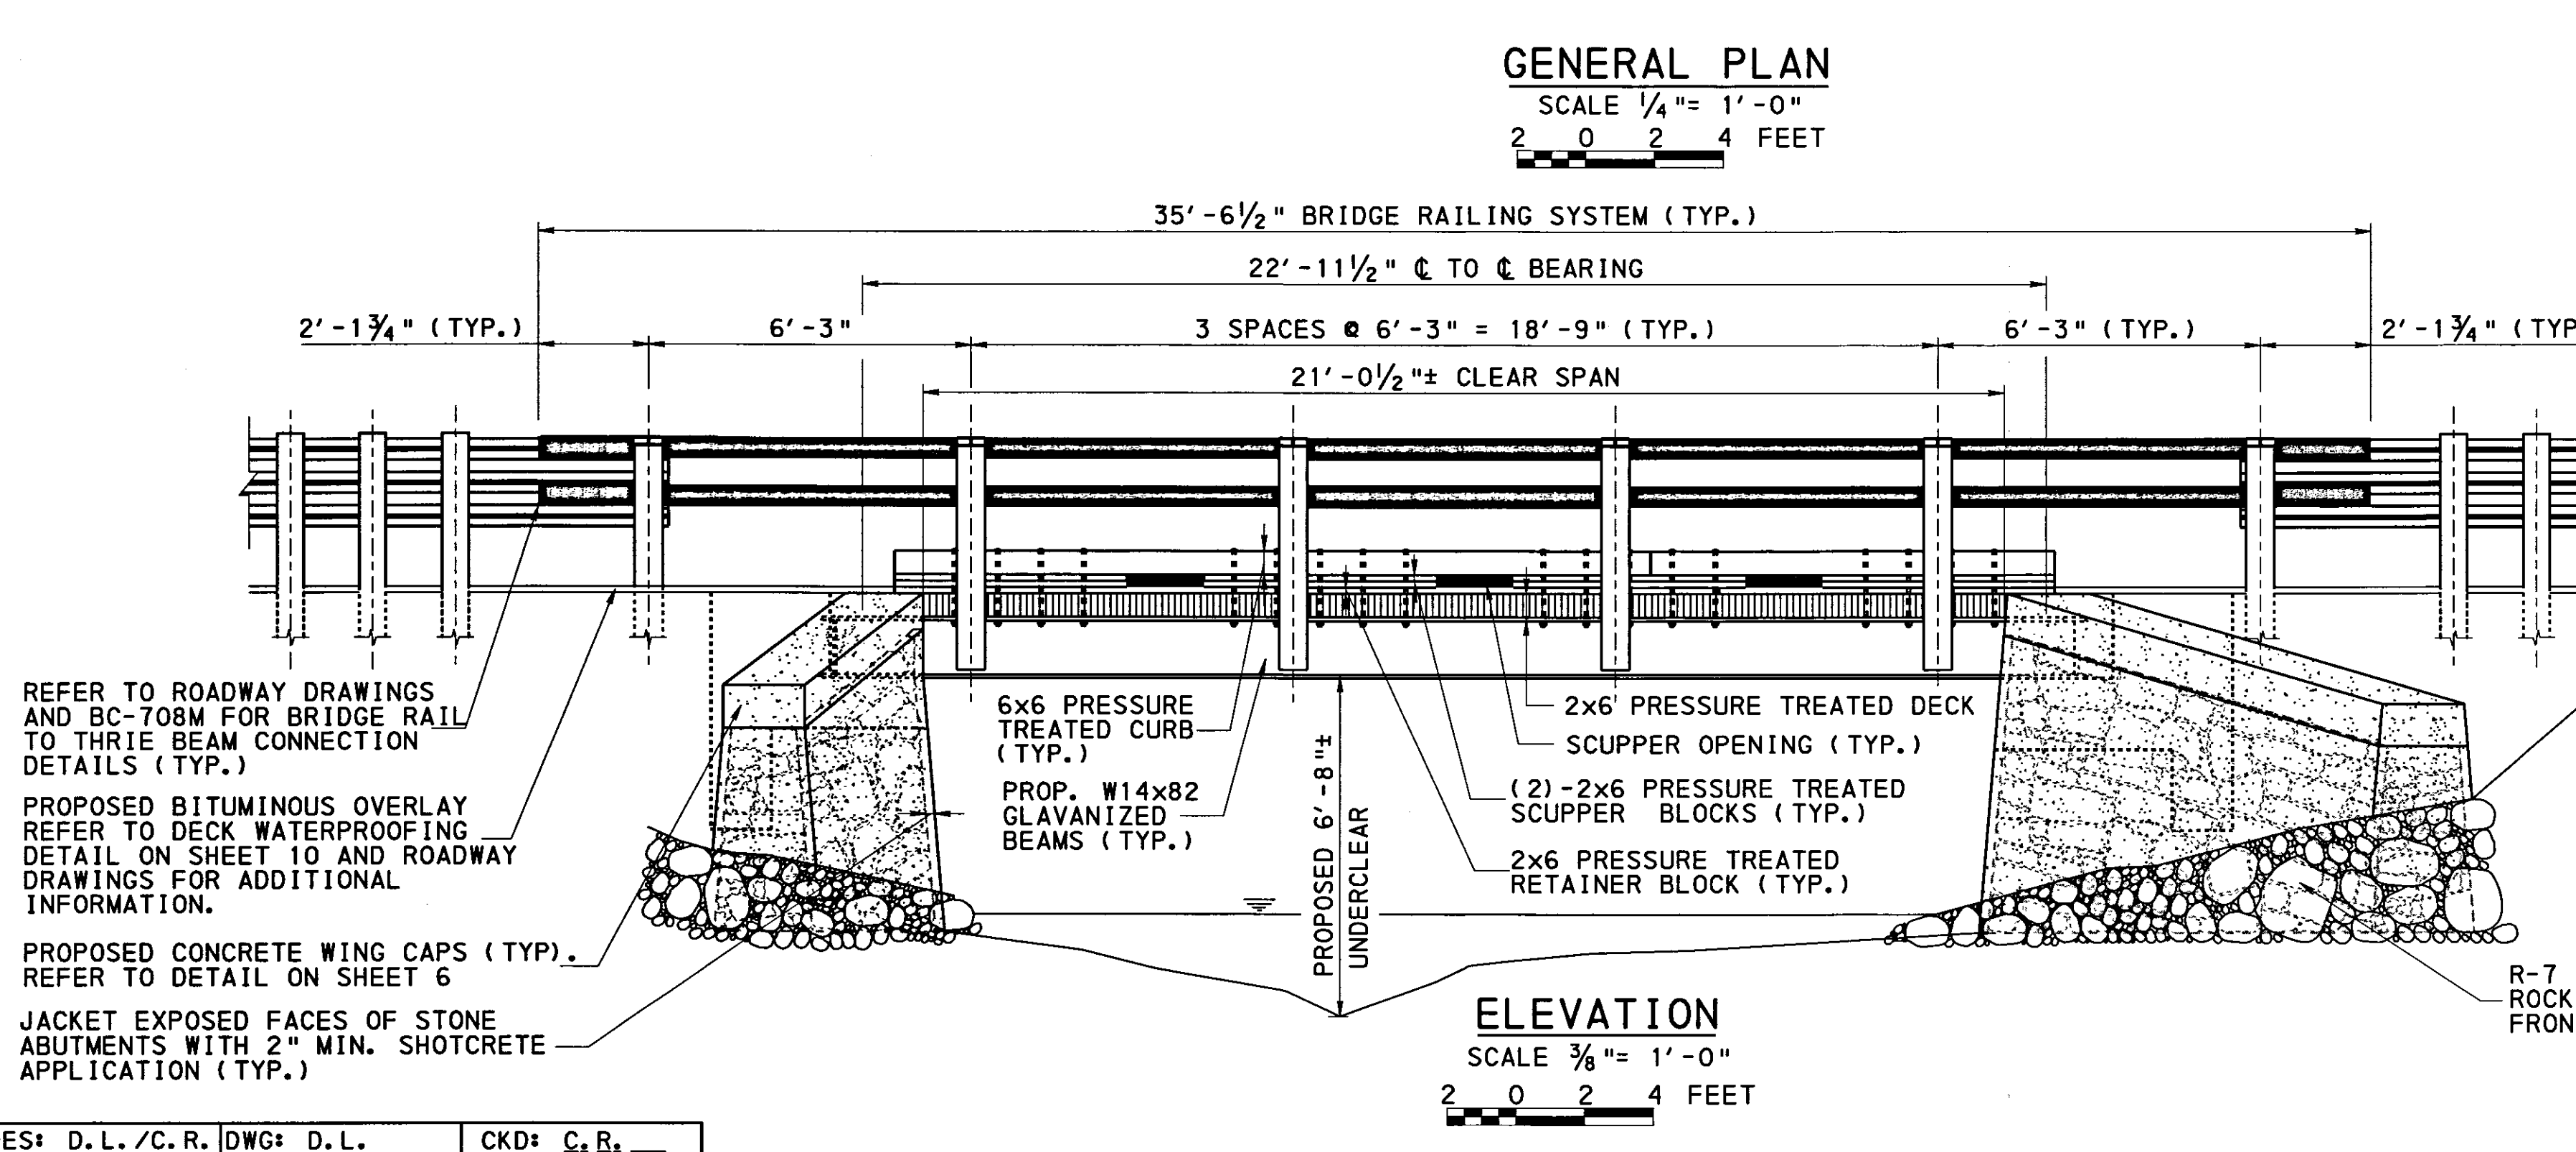 GENERAL PLAN
SCALE 1/4"= 1'-0"
2 0 2 4 FEET
35'-6 1/2" BRIDGE RAILING SYSTEM (TYP.)
22'-11 1/2" ℄ TO ℄ BEARING
2'-1 3/4" (TYP.)
6'-3"
3 SPACES @ 6'-3" = 18'-9" (TYP.)
6'-3" (TYP.)
2'-1 3/4" (TYP
21'-0 1/2"± CLEAR SPAN
REFER TO ROADWAY DRAWINGS
AND BC-708M FOR BRIDGE RAIL
TO THRIE BEAM CONNECTION
DETAILS (TYP.)
PROPOSED BITUMINOUS OVERLAY
REFER TO DECK WATERPROOFING
DETAIL ON SHEET 10 AND ROADWAY
DRAWINGS FOR ADDITIONAL
INFORMATION.
PROPOSED CONCRETE WING CAPS (TYP).
REFER TO DETAIL ON SHEET 6
JACKET EXPOSED FACES OF STONE
ABUTMENTS WITH 2" MIN. SHOTCRETE
APPLICATION (TYP.)
6x6 PRESSURE
TREATED CURB
(TYP.)
PROP. W14x82
GLAVANIZED
BEAMS (TYP.)
PROPOSED 6'-8"±
UNDERCLEAR
2x6 PRESSURE TREATED DECK
SCUPPER OPENING (TYP.)
(2)-2x6 PRESSURE TREATED
SCUPPER BLOCKS (TYP.)
2x6 PRESSURE TREATED
RETAINER BLOCK (TYP.)
R-7
ROCK
FRON
ELEVATION
SCALE 3/8"= 1'-0"
2 0 2 4 FEET
ES: D.L./C.R. DWG: D.L. CKD: C.R.